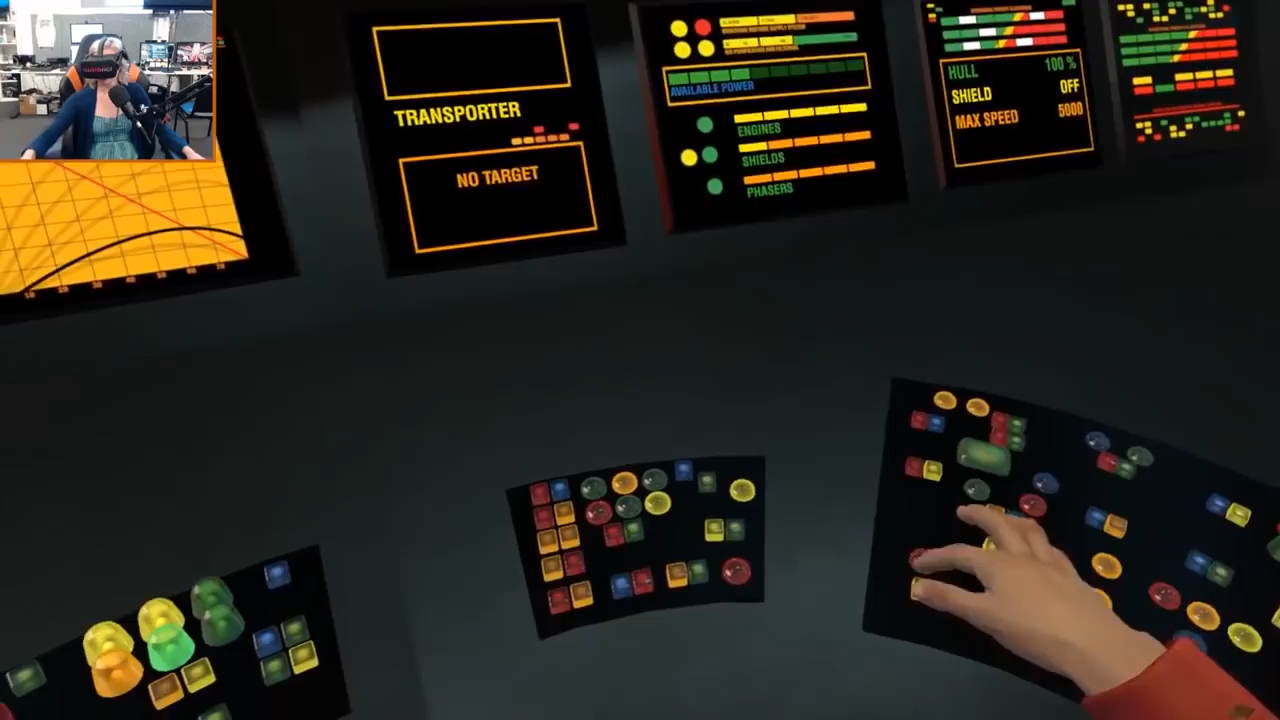 TRANSPORTER
NO TARGET
AVAILABLE POWER
ENGINES
SHIELDS
PHASERS
HULL 100 %
SHIELD OFF
MAX SPEED 5000